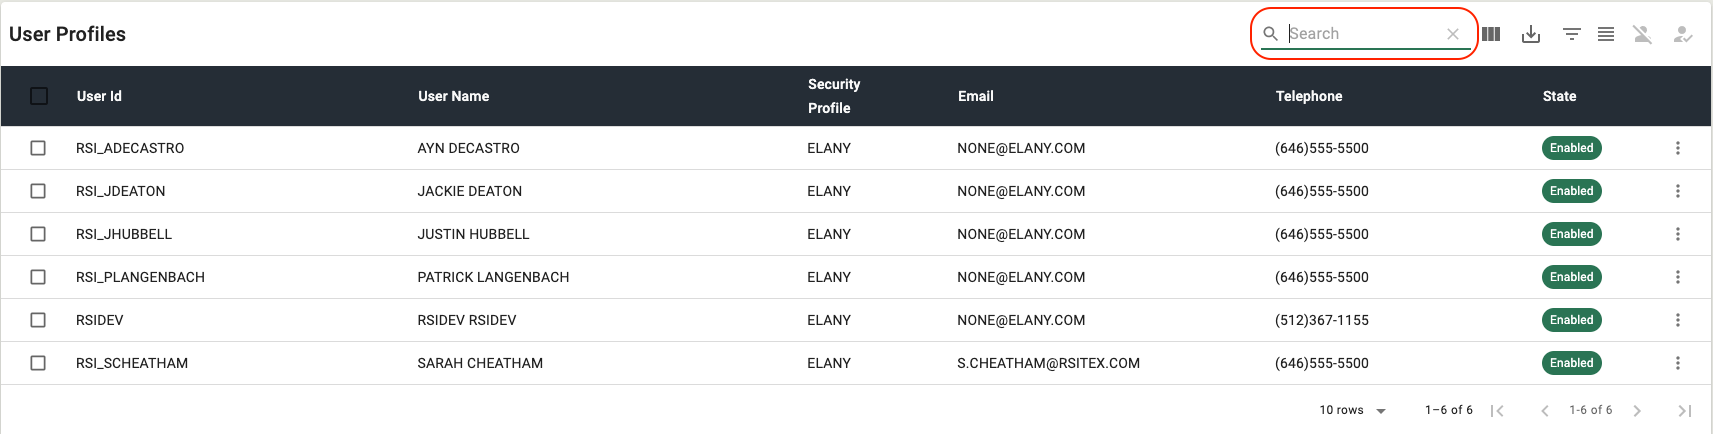 User Profiles
Search
User Id User Name Security Profile Email Telephone State
RSI_ADECASTRO AYN DECASTRO ELANY NONE@ELANY.COM (646)555-5500 Enabled
RSI_JDEATON JACKIE DEATON ELANY NONE@ELANY.COM (646)555-5500 Enabled
RSI_JHUBBELL JUSTIN HUBBELL ELANY NONE@ELANY.COM (646)555-5500 Enabled
RSI_PLANGENBACH PATRICK LANGENBACH ELANY NONE@ELANY.COM (646)555-5500 Enabled
RSIDEV RSIDEV RSIDEV ELANY NONE@ELANY.COM (512)367-1155 Enabled
RSI_SCHEATHAM SARAH CHEATHAM ELANY S.CHEATHAM@RSITEX.COM (646)555-5500 Enabled
10 rows 1–6 of 6 1-6 of 6